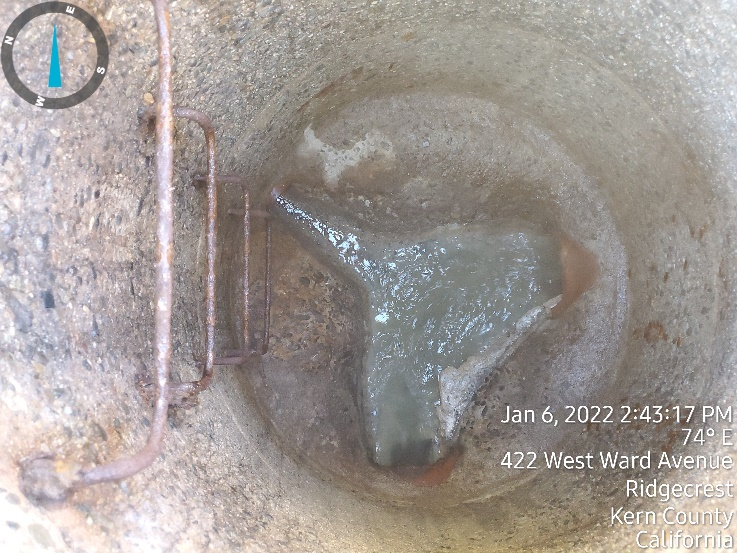 N
E
S
W
Jan 6, 2022 2:43:17 PM
74° E
422 West Ward Avenue
Ridgecrest
Kern County
California